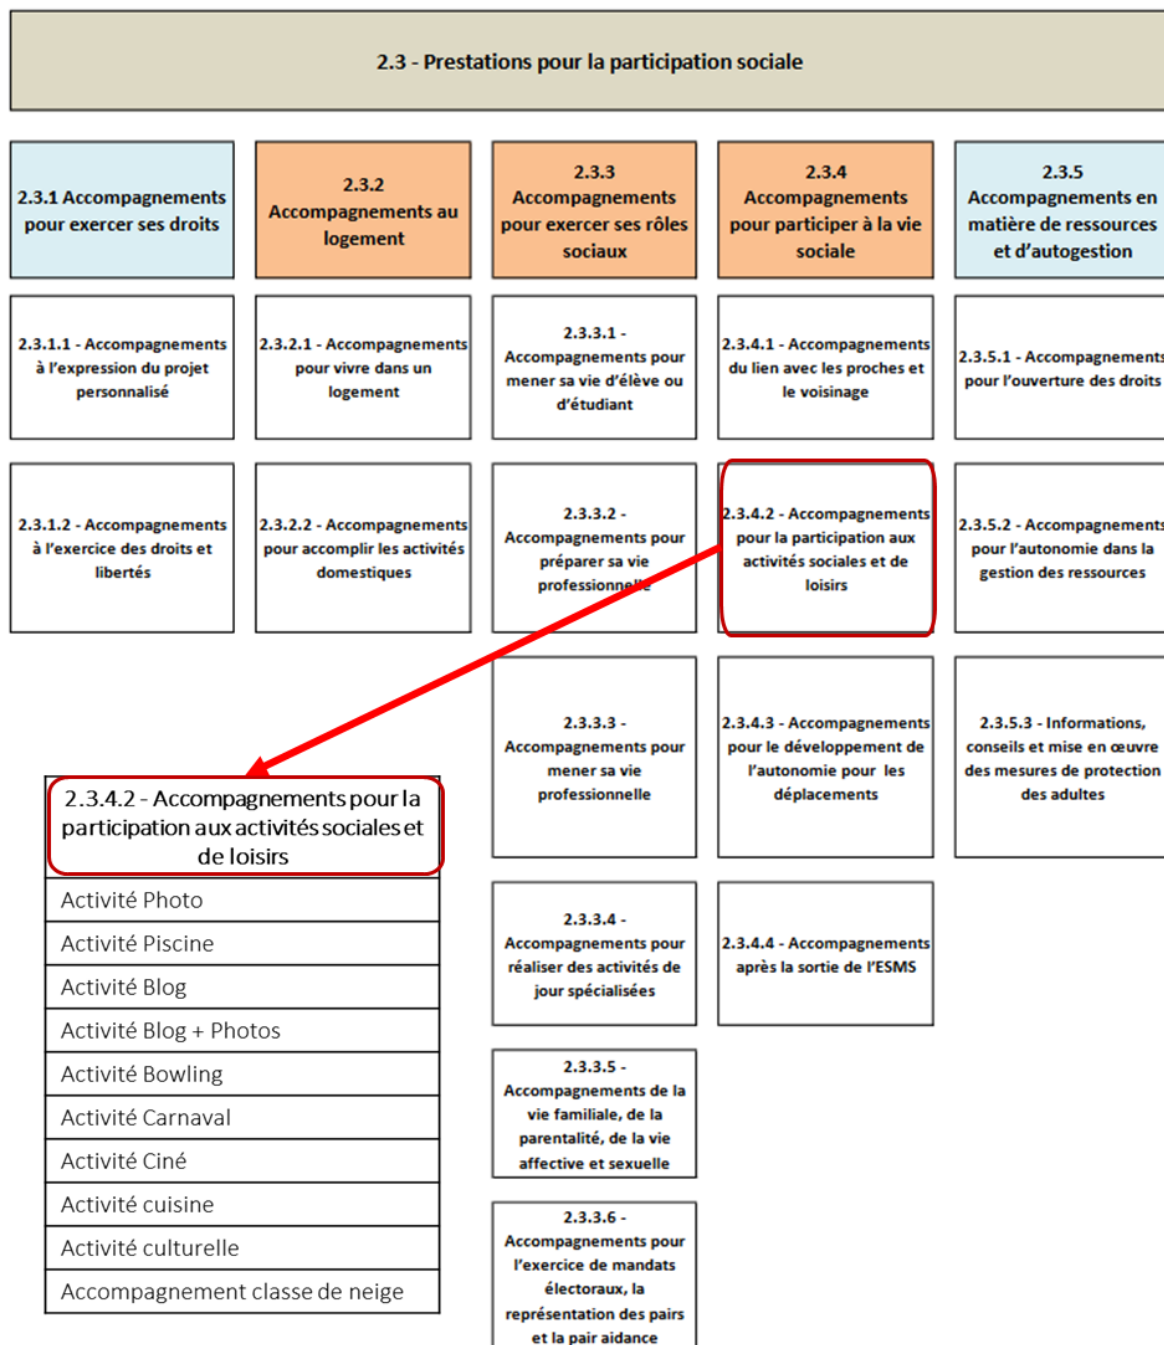 2.3 - Prestations pour la participation sociale
2.3.1 Accompagnements
pour exercer ses droits
2.3.2
Accompagnements au
logement
2.3.3
Accompagnements
pour exercer ses rôles
sociaux
2.3.4
Accompagnements
pour participer à la vie
sociale
2.3.5
Accompagnements en
matière de ressources
et d'autogestion
2.3.1.1 - Accompagnements
à l'expression du projet
personnalisé
2.3.2.1 - Accompagnements
pour vivre dans un
logement
2.3.3.1 -
Accompagnements pour
mener sa vie d'élève ou
d'étudiant
2.3.4.1 - Accompagnements
du lien avec les proches et
le voisinage
2.3.5.1 - Accompagnements
pour l'ouverture des droits
2.3.1.2 - Accompagnements
à l'exercice des droits et
libertés
2.3.2.2 - Accompagnements
pour accomplir les activités
domestiques
2.3.3.2 -
Accompagnements pour
préparer sa vie
professionnelle
2.3.4.2 - Accompagnements
pour la participation aux
activités sociales et de
loisirs
2.3.5.2 - Accompagnements
pour l'autonomie dans la
gestion des ressources
2.3.3.3 -
Accompagnements pour
mener sa vie
professionnelle
2.3.4.3 - Accompagnements
pour le développement de
l'autonomie pour les
déplacements
2.3.5.3 - Informations,
conseils et mise en œuvre
des mesures de protection
des adultes
2.3.4.2 - Accompagnements pour la
participation aux activités sociales et
de loisirs
Activité Photo
Activité Piscine
Activité Blog
Activité Blog + Photos
Activité Bowling
Activité Carnaval
Activité Ciné
Activité cuisine
Activité culturelle
Accompagnement classe de neige
2.3.3.4 -
Accompagnements pour
réaliser des activités de
jour spécialisées
2.3.4.4 - Accompagnements
après la sortie de l'ESMS
2.3.3.5 -
Accompagnements de la
vie familiale, de la
parentalité, de la vie
affective et sexuelle
2.3.3.6 -
Accompagnements pour
l'exercice de mandats
électoraux, la
représentation des pairs
et la pair aidance